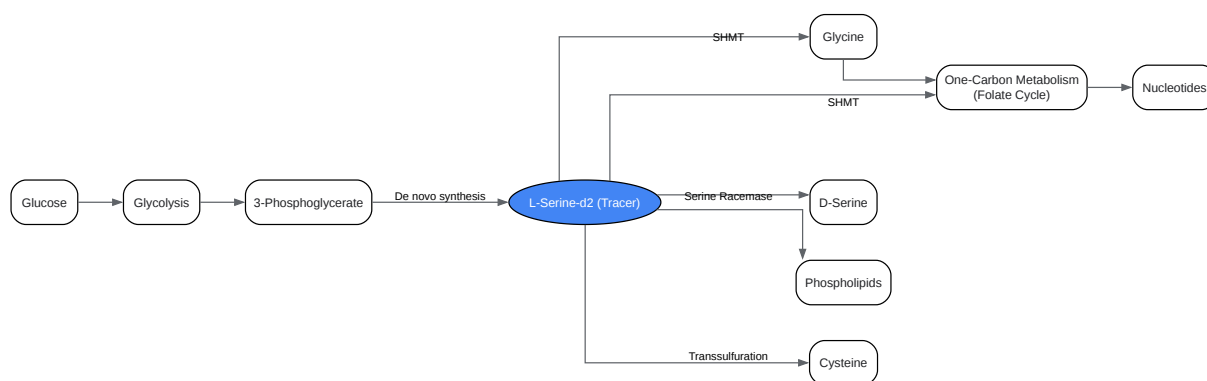 SHMT
Glycine
One-Carbon Metabolism
(Folate Cycle)
Nucleotides
SHMT
Glucose
Glycolysis
3-Phosphoglycerate
De novo synthesis
L-Serine-d2 (Tracer)
Serine Racemase
D-Serine
Phospholipids
Transsulfuration
Cysteine